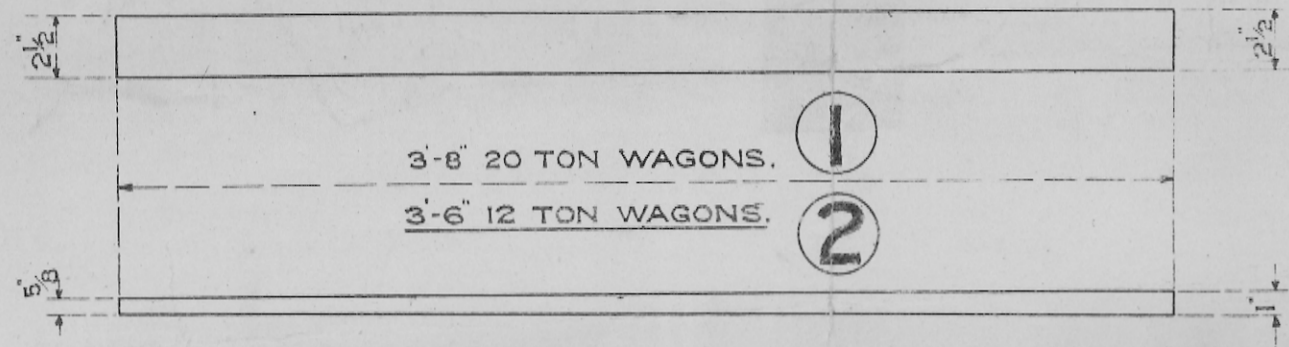 2½"
2½"
3'-8" 20 TON WAGONS. 1
3'-6" 12 TON WAGONS. 2
5/8"
1"